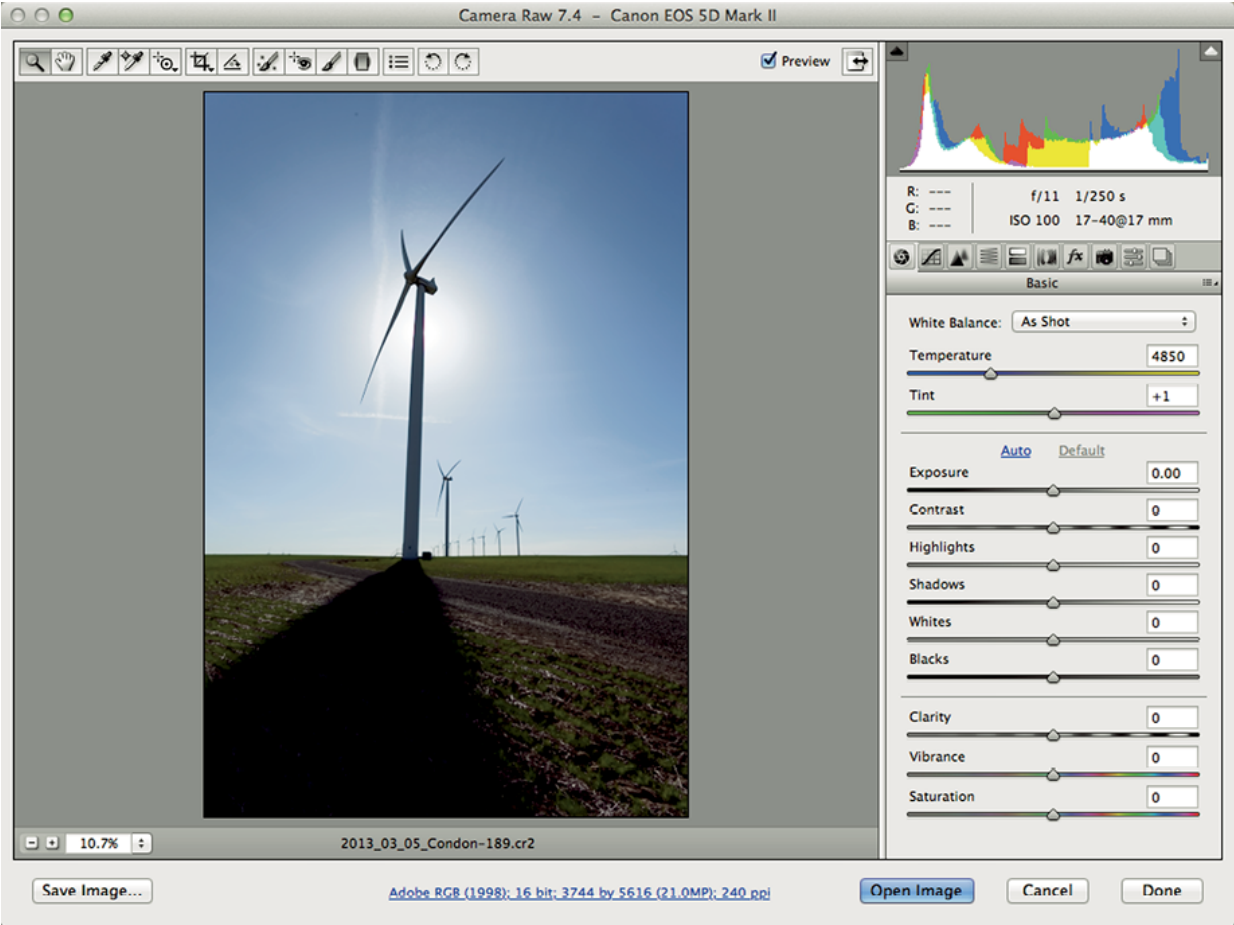 Camera Raw 7.4 – Canon EOS 5D Mark II
Preview
R: ---
G: ---
B: ---
f/11 1/250 s
ISO 100 17-40@17 mm
fx
Basic
White Balance: As Shot
Temperature 4850
Tint +1
Auto Default
Exposure 0.00
Contrast 0
Highlights 0
Shadows 0
Whites 0
Blacks 0
Clarity 0
Vibrance 0
Saturation 0
10.7%
2013_03_05_Condon-189.cr2
Save Image...
Adobe RGB (1998); 16 bit; 3744 by 5616 (21.0MP); 240 ppi
Open Image
Cancel
Done